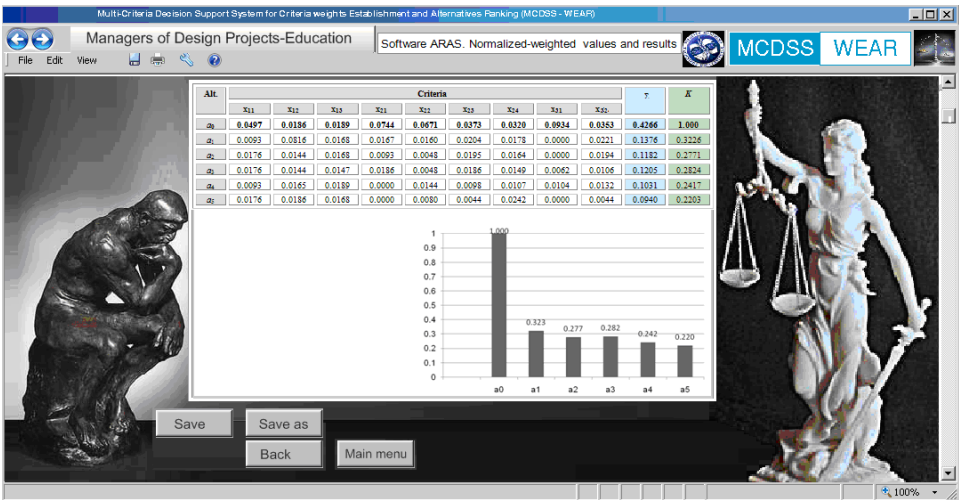 Multi-Criteria Decision Support System for Criteria weights Establishment and Alternatives Ranking (MCDSS - WEAR)
Managers of Design Projects-Education
Software ARAS. Normalized-weighted values and results
MCDSS WEAR
File Edit View
Alt. Criteria Σ K
x11 x12 x13 x21 x22 x23 x24 x31 x32.
a0 0.0497 0.0186 0.0189 0.0744 0.0671 0.0373 0.0320 0.0934 0.0353 0.4266 1.000
a1 0.0093 0.0816 0.0168 0.0167 0.0160 0.0204 0.0178 0.0000 0.0221 0.1376 0.3226
a2 0.0176 0.0144 0.0168 0.0093 0.0048 0.0195 0.0164 0.0000 0.0194 0.1182 0.2771
a3 0.0176 0.0144 0.0147 0.0186 0.0048 0.0186 0.0149 0.0062 0.0106 0.1205 0.2824
a4 0.0093 0.0165 0.0189 0.0000 0.0144 0.0098 0.0107 0.0104 0.0132 0.1031 0.2417
a5 0.0176 0.0186 0.0168 0.0000 0.0080 0.0044 0.0242 0.0000 0.0044 0.0940 0.2203
1
0.9
0.8
0.7
0.6
0.5
0.4
0.3
0.2
0.1
0
1.000
0.323
0.277
0.282
0.242
0.220
a0 a1 a2 a3 a4 a5
Save Save as
Back Main menu
100%